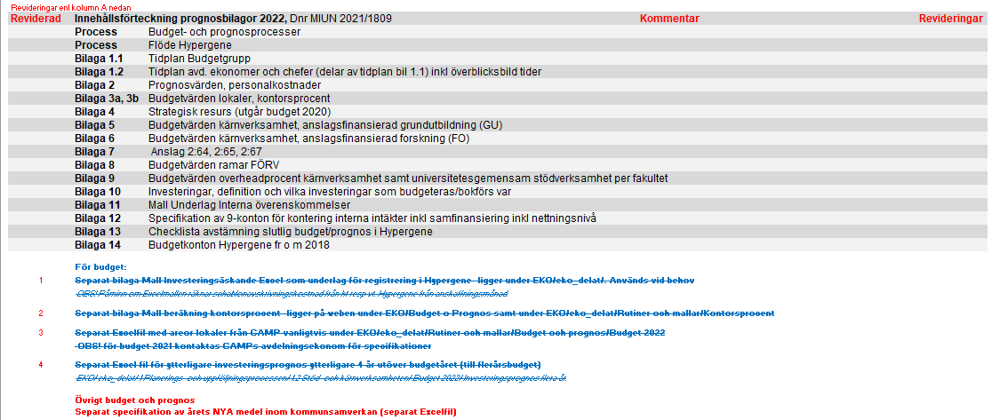 Revideringar enl kolumn A nedan
Reviderad Innehållsförteckning prognosbilagor 2022, Dnr MIUN 2021/1809 Kommentar Revideringar
Process Budget- och prognosprocesser
Process Flöde Hypergene
Bilaga 1.1 Tidplan Budgetgrupp
Bilaga 1.2 Tidplan avd. ekonomer och chefer (delar av tidplan bil 1.1) inkl överblicksbild tider
Bilaga 2 Prognosvärden, personalkostnader
Bilaga 3a, 3b Budgetvärden lokaler, kontorsprocent
Bilaga 4 Strategisk resurs (utgår budget 2020)
Bilaga 5 Budgetvärden kärnverksamhet, anslagsfinansierad grundutbildning (GU)
Bilaga 6 Budgetvärden kärnverksamhet, anslagsfinansierad forskning (FO)
Bilaga 7 Anslag 2:64, 2:65, 2:67
Bilaga 8 Budgetvärden ramar FÖRV
Bilaga 9 Budgetvärden overheadprocent kärnverksamhet samt universitetesgemensam stödverksamhet per fakultet
Bilaga 10 Investeringar, definition och vilka investeringar som budgeteras/bokförs var
Bilaga 11 Mall Underlag Interna överenskommelser
Bilaga 12 Specifikation av 9-konton för kontering interna intäkter inkl samfinansiering inkl nettningsnivå
Bilaga 13 Checklista avstämning slutlig budget/prognos i Hypergene
Bilaga 14 Budgetkonton Hypergene fr o m 2018
För budget:
1 Separat bilaga Mall Investeringsäskande Excel som underlag för registrering i Hypergene ligger under EKO/eko_delat/. Används vid behov
OBS! Påminn om Excelmallen räknar schablonavskrivningskostnad från ht resp vt. Hypergene från anskaffningsmånad
2 Separat bilaga Mall beräkning kontorsprocent ligger på weben under EKO/Budget o Prognos samt under EKO/eko_delat/Rutiner och mallar/Kontorsprocent
3 Separat Excelfil med areor lokaler från CAMP vanligtvis under EKO/eko_delat/Rutiner och mallar/Budget och prognos/Budget 2022
OBS! för budget 2021 kontaktas CAMPs avdelningsekonom för specifikationer
4 Separat Excel fil för ytterligare investeringsprognos ytterligare 4 år utöver budgetåret (till flerårsbudget)
EKO/ eko_delat/ 1 Planerings- och uppföljningsprocessen/ 1.2 Stöd- och kärnverksamheten/ Budget 2022/ Investeringsprognos flera år.
Övrigt budget och prognos
Separat specifikation av årets NYA medel inom kommunsamverkan (separat Excelfil)